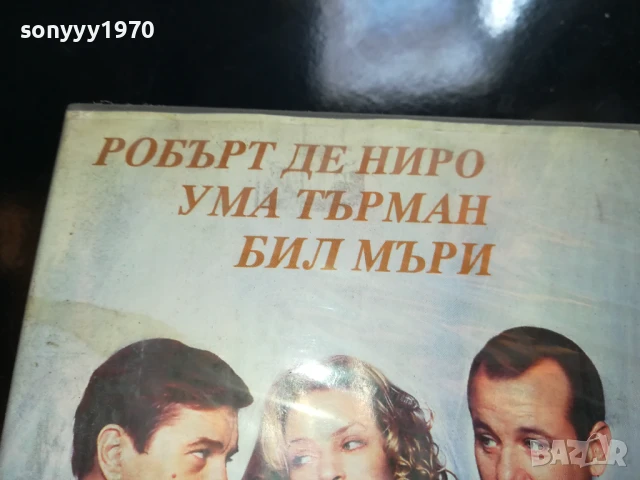 sonyyy1970
РОБЪРТ ДЕ НИРО
УМА ТЪРМАН
БИЛ МЪРИ
BAZAR